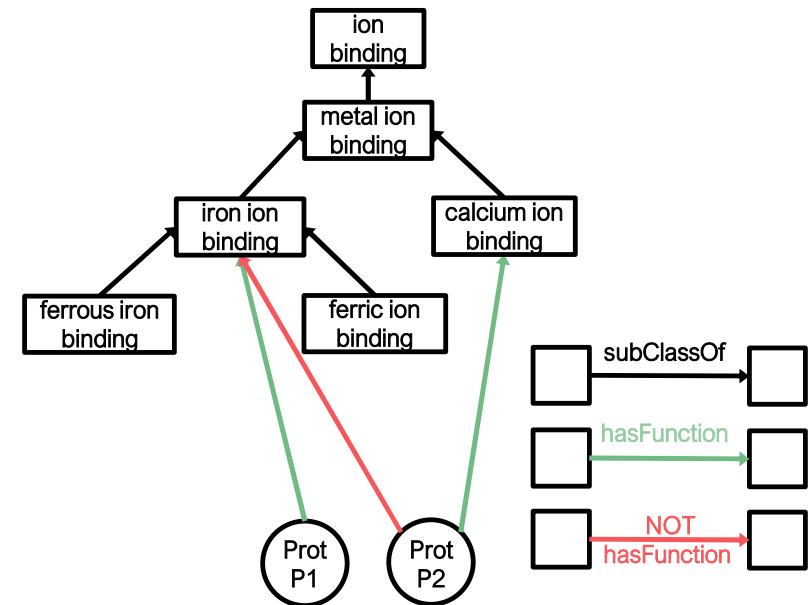 ion
binding
metal ion
binding
iron ion
binding
calcium ion
binding
ferrous iron
binding
ferric ion
binding
subClassOf
hasFunction
NOT
hasFunction
Prot
P1
Prot
P2